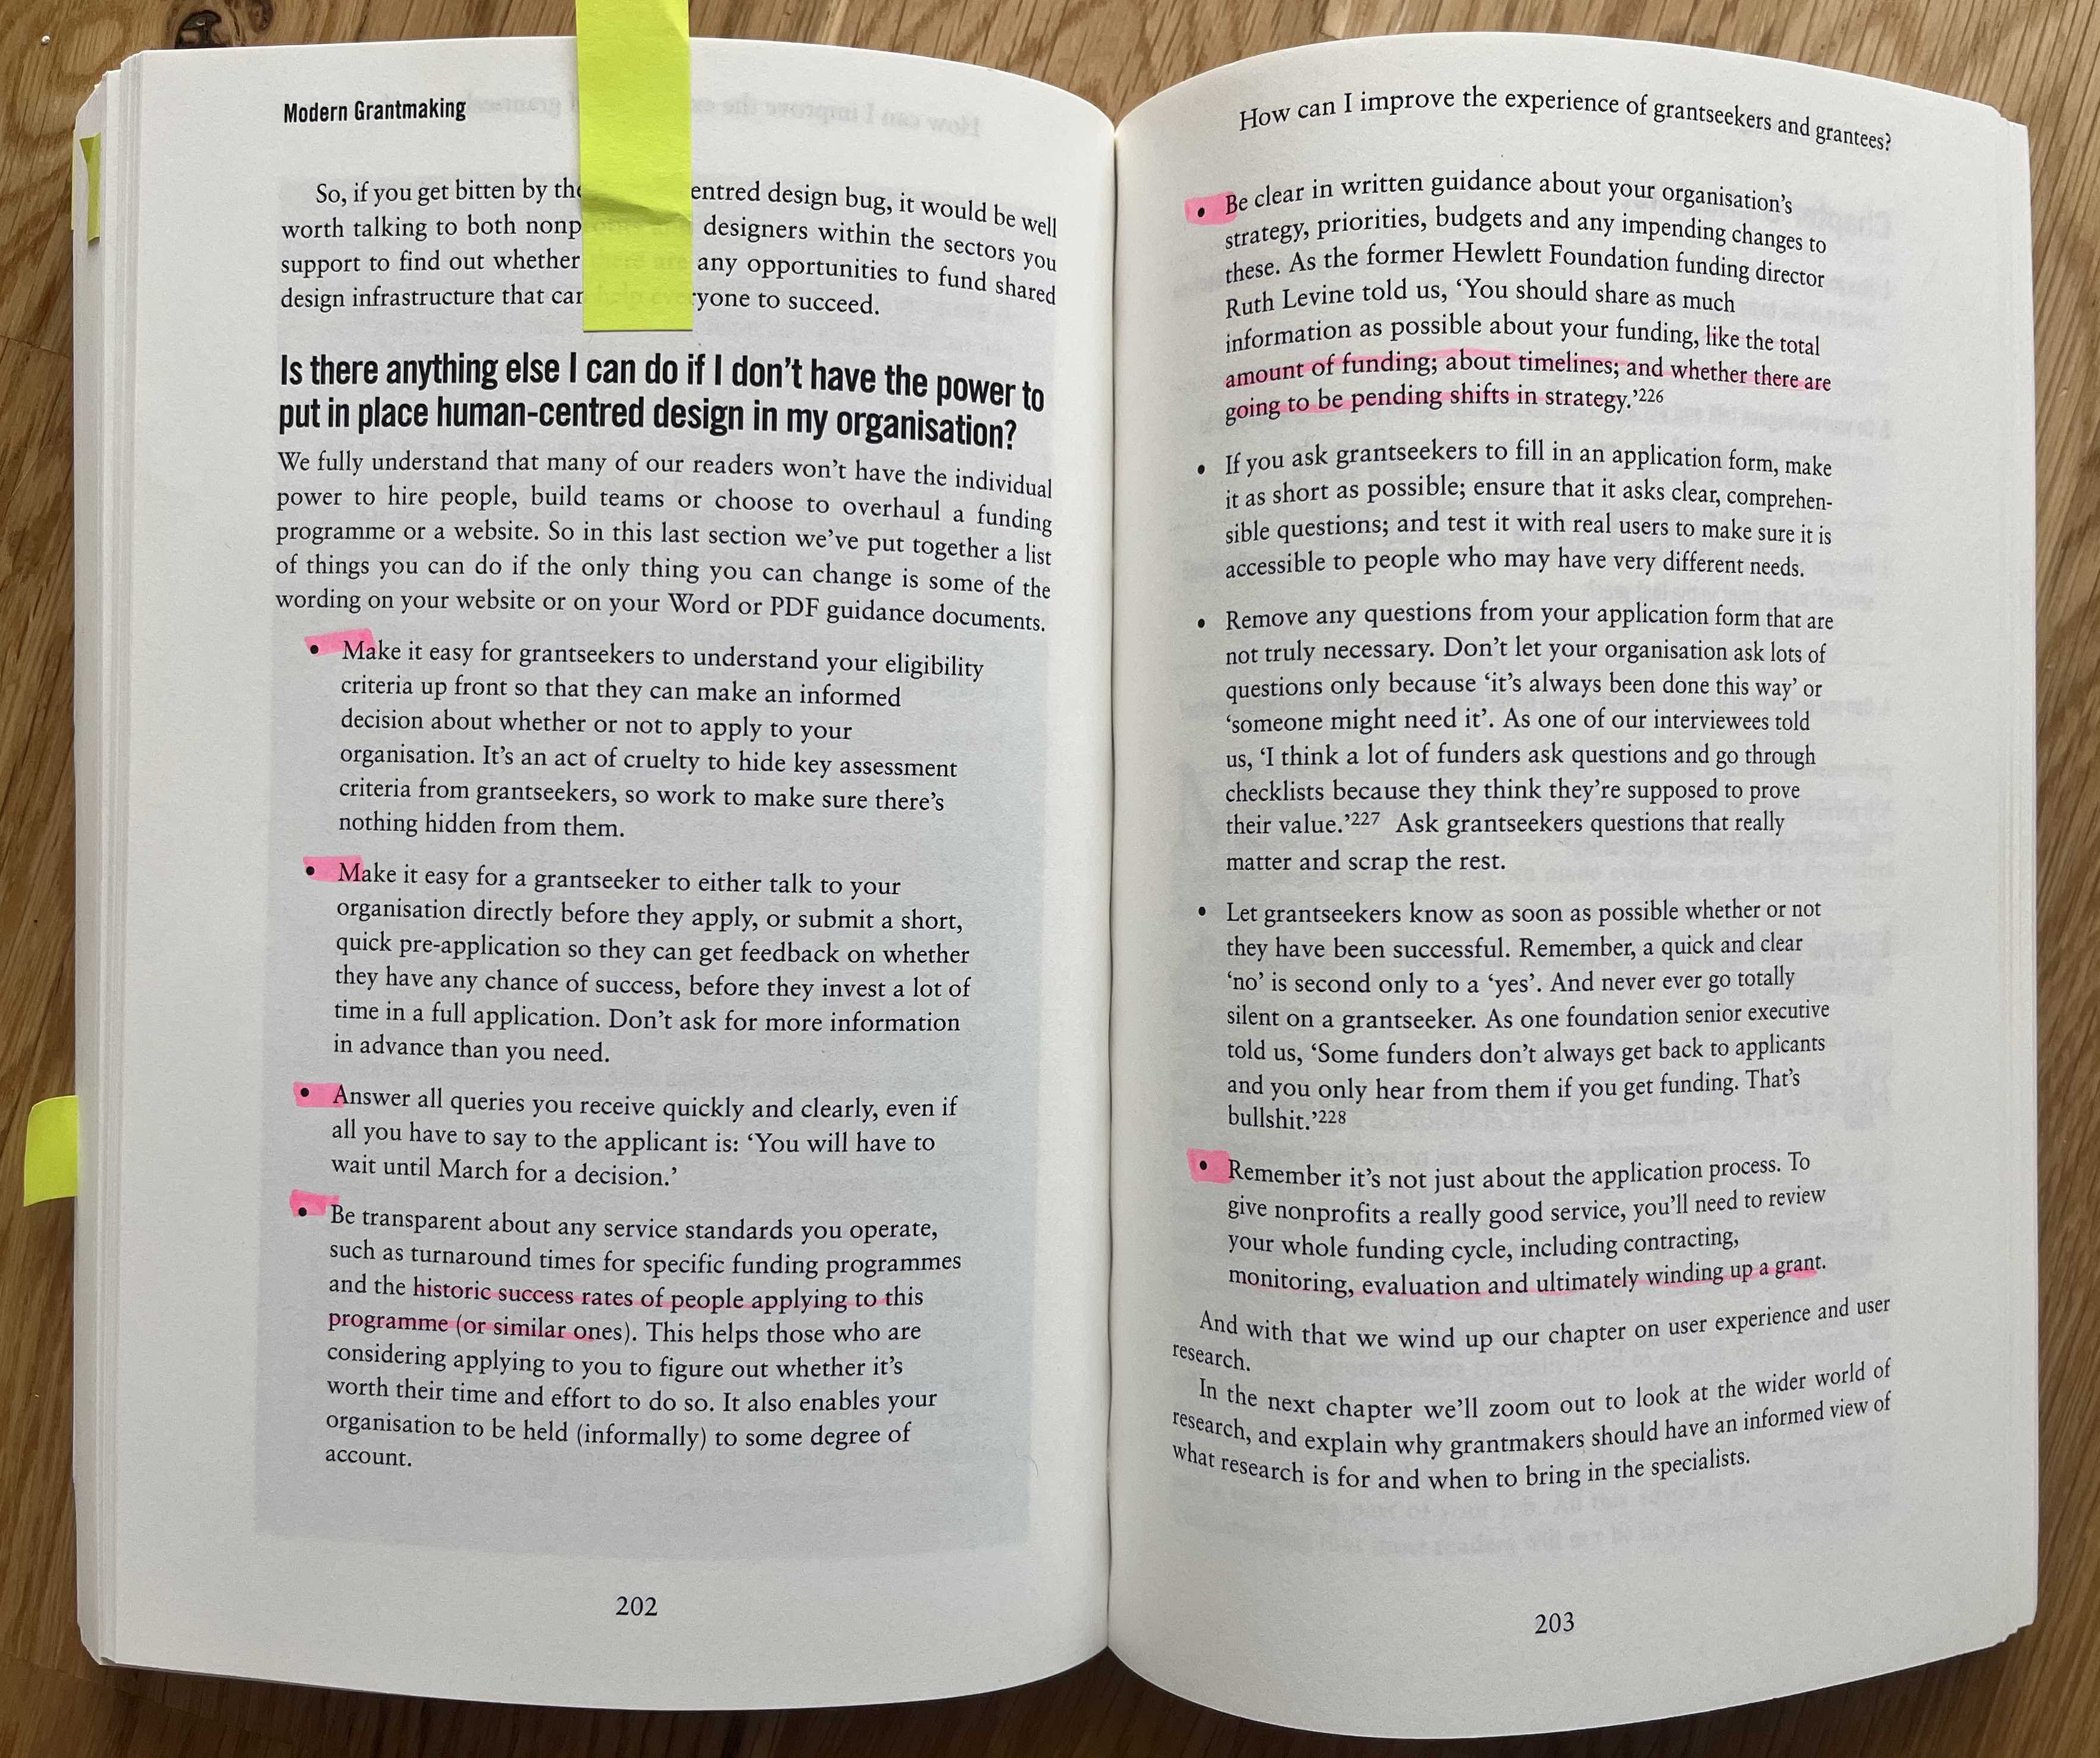 Modern Grantmaking
So, if you get bitten by the entred design bug, it would be well
worth talking to both nonp designers within the sectors you
support to find out whether there are any opportunities to fund shared
design infrastructure that can help everyone to succeed.
Is there anything else I can do if I don't have the power to
put in place human-centred design in my organisation?
We fully understand that many of our readers won't have the individual
power to hire people, build teams or choose to overhaul a funding
programme or a website. So in this last section we've put together a list
of things you can do if the only thing you can change is some of the
wording on your website or on your Word or PDF guidance documents.
• Make it easy for grantseekers to understand your eligibility
criteria up front so that they can make an informed
decision about whether or not to apply to your
organisation. It's an act of cruelty to hide key assessment
criteria from grantseekers, so work to make sure there's
nothing hidden from them.
• Make it easy for a grantseeker to either talk to your
organisation directly before they apply, or submit a short,
quick pre-application so they can get feedback on whether
they have any chance of success, before they invest a lot of
time in a full application. Don't ask for more information
in advance than you need.
• Answer all queries you receive quickly and clearly, even if
all you have to say to the applicant is: 'You will have to
wait until March for a decision.'
• Be transparent about any service standards you operate,
such as turnaround times for specific funding programmes
and the historic success rates of people applying to this
programme (or similar ones). This helps those who are
considering applying to you to figure out whether it's
worth their time and effort to do so. It also enables your
organisation to be held (informally) to some degree of
account.
202
How can I improve the experience of grantseekers and grantees?
• Be clear in written guidance about your organisation's
strategy, priorities, budgets and any impending changes to
these. As the former Hewlett Foundation funding director
Ruth Levine told us, 'You should share as much
information as possible about your funding, like the total
amount of funding; about timelines; and whether there are
going to be pending shifts in strategy.'226
• If you ask grantseekers to fill in an application form, make
it as short as possible; ensure that it asks clear, comprehen-
sible questions; and test it with real users to make sure it is
accessible to people who may have very different needs.
• Remove any questions from your application form that are
not truly necessary. Don't let your organisation ask lots of
questions only because 'it's always been done this way' or
'someone might need it'. As one of our interviewees told
us, 'I think a lot of funders ask questions and go through
checklists because they think they're supposed to prove
their value.'227 Ask grantseekers questions that really
matter and scrap the rest.
• Let grantseekers know as soon as possible whether or not
they have been successful. Remember, a quick and clear
'no' is second only to a 'yes'. And never ever go totally
silent on a grantseeker. As one foundation senior executive
told us, 'Some funders don't always get back to applicants
and you only hear from them if you get funding. That's
bullshit.'228
• Remember it's not just about the application process. To
give nonprofits a really good service, you'll need to review
your whole funding cycle, including contracting,
monitoring, evaluation and ultimately winding up a grant.
And with that we wind up our chapter on user experience and user
research.
In the next chapter we'll zoom out to look at the wider world of
research, and explain why grantmakers should have an informed view of
what research is for and when to bring in the specialists.
203